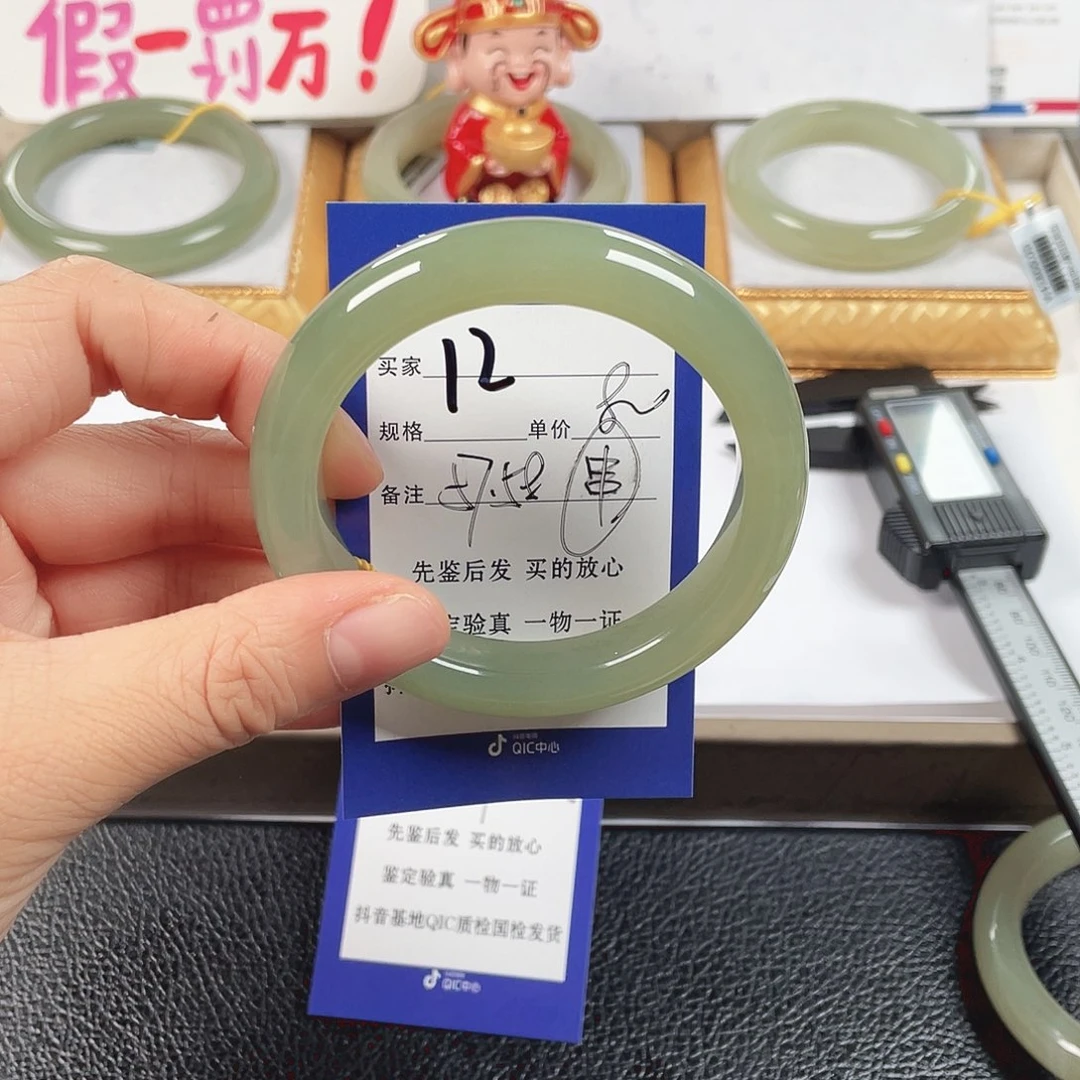 假一罚万!
买家 12
规格 单价
备注 串
先鉴后发 买的放心
定验真 一物一证
QIC中心
先鉴后发 买的放心
鉴定验真 一物一证
抖音基地QIC质检国检发货
QIC中心